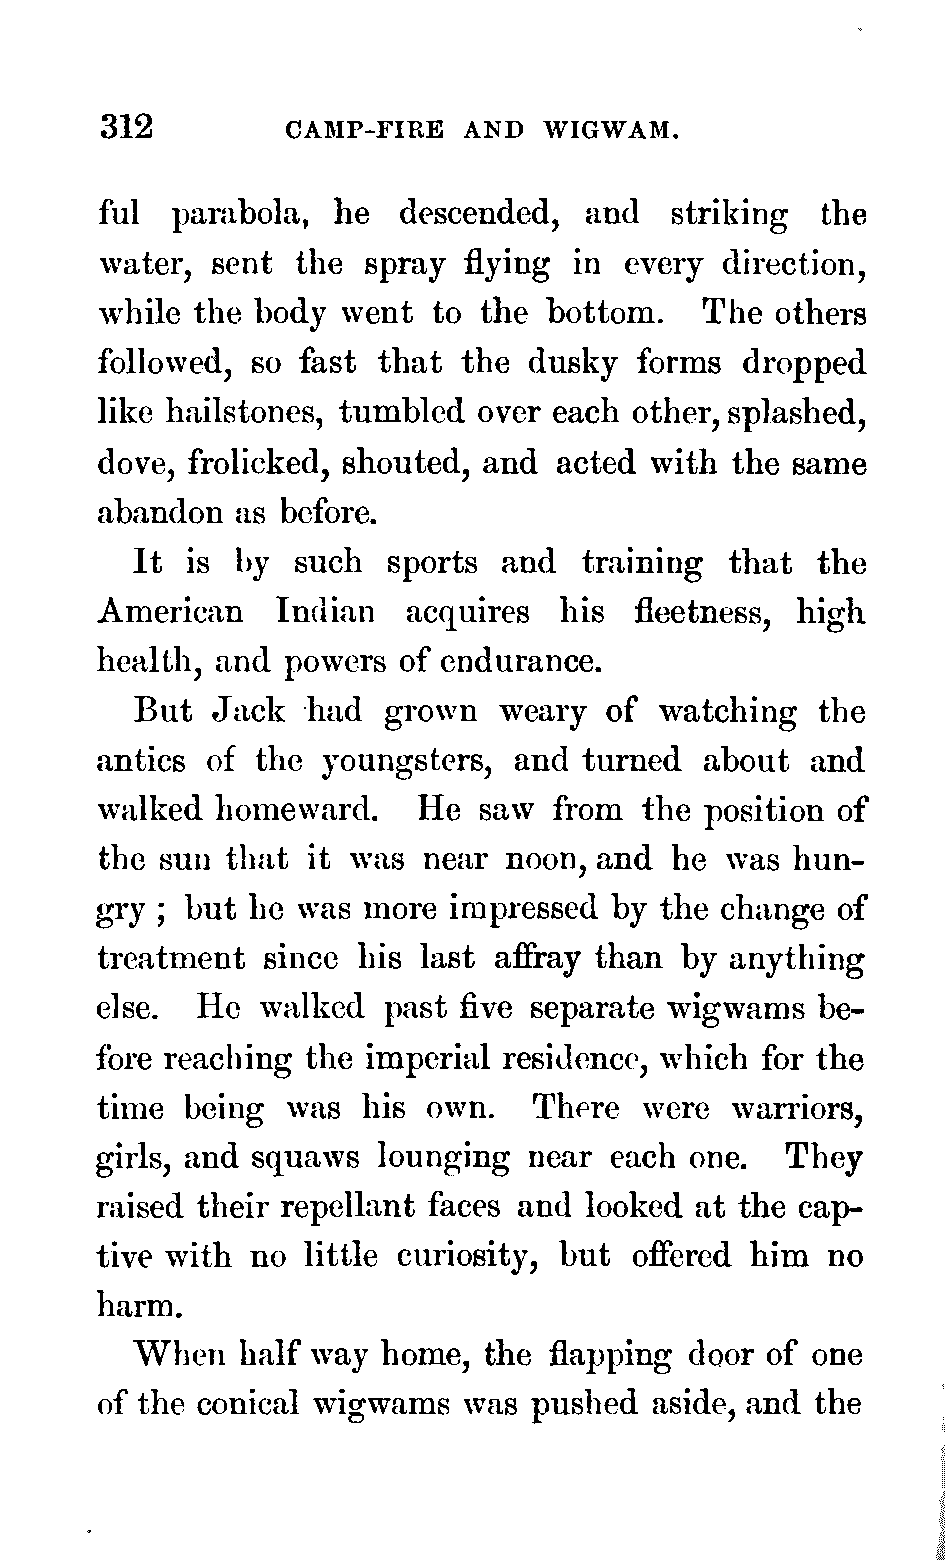 312 CAMP-FIRE AND WIGWAM.
ful parabola, he descended, and striking the
water, sent the spray flying in every direction,
while the body went to the bottom. The others
followed, so fast that the dusky forms dropped
like hailstones, tumbled over each other, splashed,
dove, frolicked, shouted, and acted with the same
abandon as before.
It is by such sports and training that the
American Indian acquires his fleetness, high
health, and powers of endurance.
But Jack had grown weary of watching the
antics of the youngsters, and turned about and
walked homeward. He saw from the position of
the sun that it was near noon, and he was hun-
gry ; but he was more impressed by the change of
treatment since his last affray than by anything
else. He walked past five separate wigwams be-
fore reaching the imperial residence, which for the
time being was his own. There were warriors,
girls, and squaws lounging near each one. They
raised their repellant faces and looked at the cap-
tive with no little curiosity, but offered him no
harm.
When half way home, the flapping door of one
of the conical wigwams was pushed aside, and the